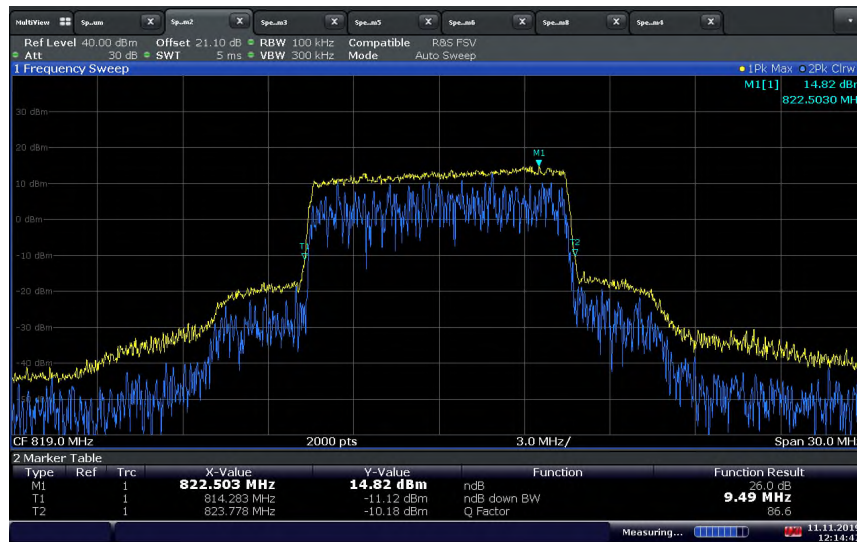 MultiView Sp...um X Sp...m2 X Spe...m3 X Spe...m5 X Spe...m6 X Spe...m8 X Spe...m4 X
Ref Level 40.00 dBm Offset 21.10 dB RBW 100 kHz Compatible R&S FSV
Att 30 dB SWT 5 ms VBW 300 kHz Mode Auto Sweep
1 Frequency Sweep 1Pk Max 2Pk Clrw
M1[1] 14.82 dBm
822.5030 MH
30 dBm
20 dBm
M1
10 dBm
0 dBm
T1 T2
-10 dBm
-20 dBm
-30 dBm
-40 dBm
CF 819.0 MHz 2000 pts 3.0 MHz/ Span 30.0 MHz
2 Marker Table
Type Ref Trc X-Value Y-Value Function Function Result
M1 1 822.503 MHz 14.82 dBm ndB 26.0 dB
T1 1 814.283 MHz -11.12 dBm ndB down BW 9.49 MHz
T2 1 823.778 MHz -10.18 dBm Q Factor 86.6
Measuring... 11.11.2019
12:14:47